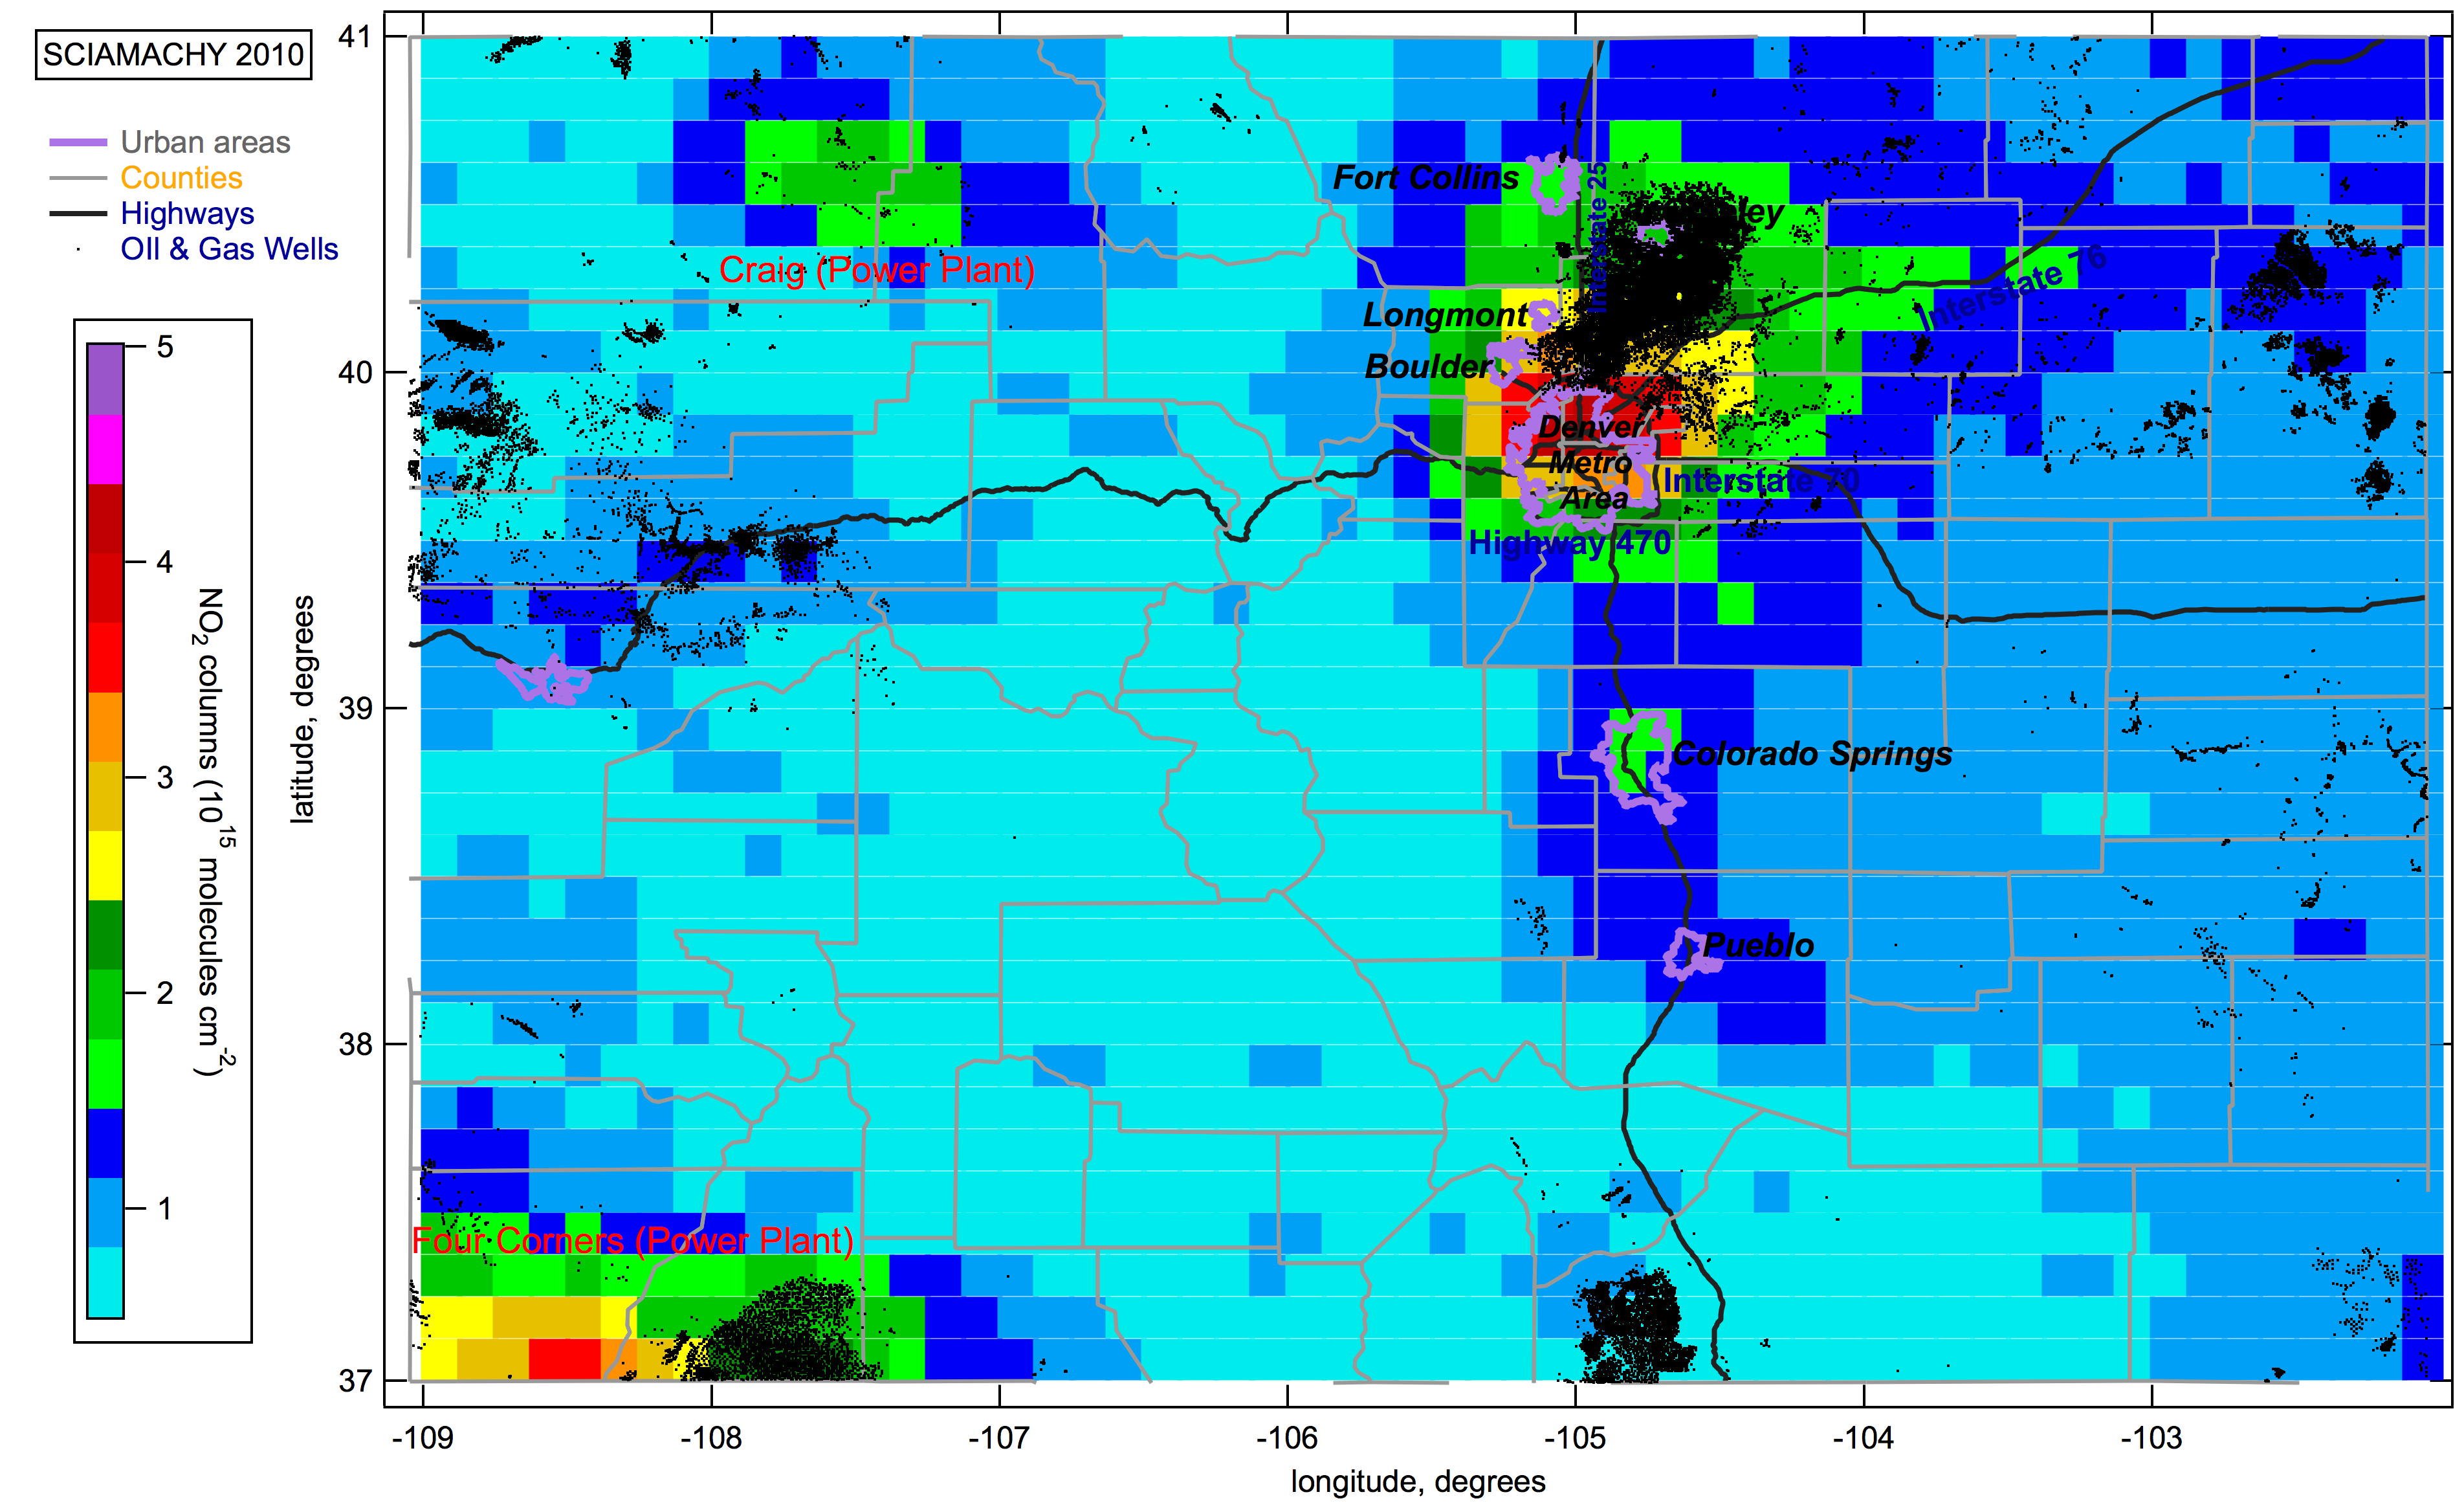 SCIAMACHY 2010
Urban areas
Counties
Highways
OIl & Gas Wells
5
4
3
2
1
NO2 columns (10^15 molecules cm^-2)
latitude, degrees
41
40
39
38
37
Fort Collins
Interstate 25
ley
Craig (Power Plant)
Interstate 76
Longmont
Boulder
Denver
Metro
Interstate 70
Area
Highway 470
Colorado Springs
Pueblo
Four Corners (Power Plant)
-109
-108
-107
-106
-105
-104
-103
longitude, degrees